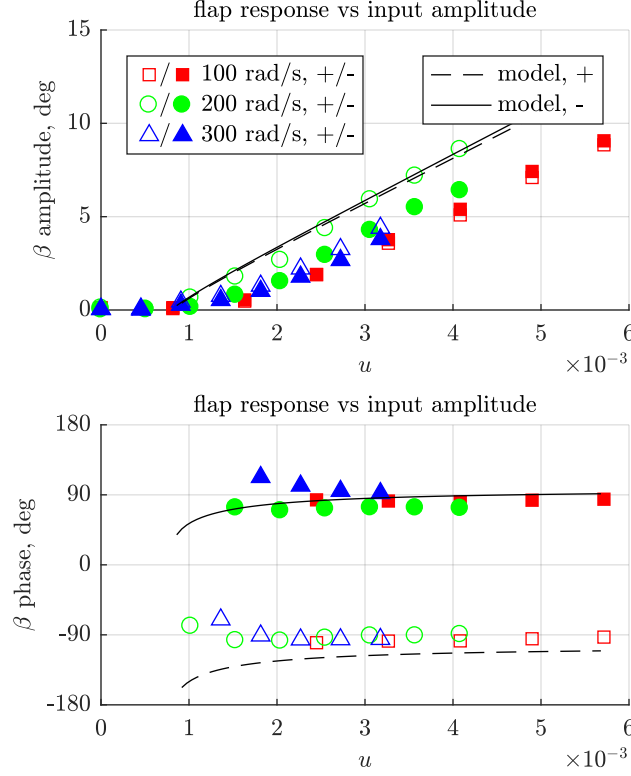 flap response vs input amplitude
15
10
5
0
β amplitude, deg
/ 100 rad/s, +/-
/ 200 rad/s, +/-
/ 300 rad/s, +/-
model, +
model, -
0 1 2 3 4 5 6
u
×10⁻³
flap response vs input amplitude
180
90
0
-90
-180
β phase, deg
0 1 2 3 4 5 6
u
×10⁻³